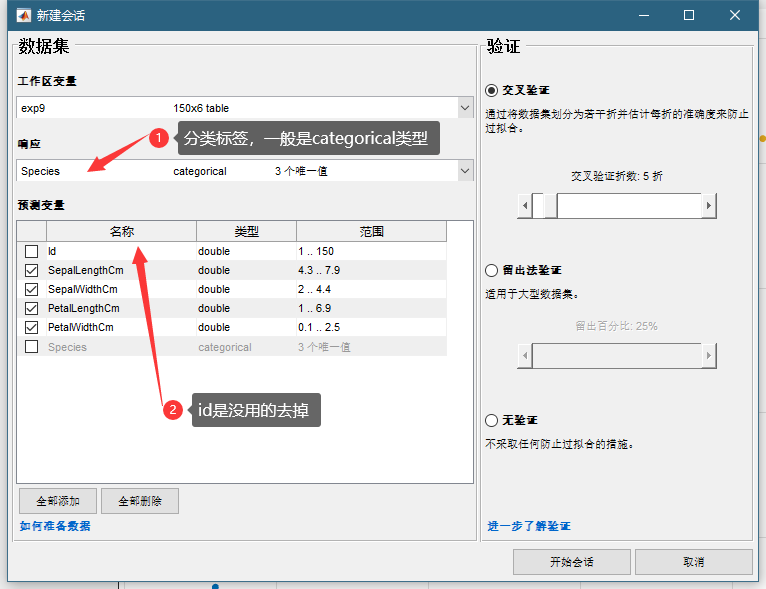 新建会话
数据集
工作区变量
exp9 150x6 table
响应
1 分类标签，一般是categorical类型
Species categorical 3 个唯一值
预测变量
名称 类型 范围
Id double 1 .. 150
SepalLengthCm double 4.3 .. 7.9
SepalWidthCm double 2 .. 4.4
PetalLengthCm double 1 .. 6.9
PetalWidthCm double 0.1 .. 2.5
Species categorical 3 个唯一值
2 id是没用的去掉
全部添加 全部删除
如何准备数据
验证
交叉验证
通过将数据集划分为若干折并估计每折的准确度来防止
过拟合。
交叉验证折数: 5 折
留出法验证
适用于大型数据集。
留出百分比: 25%
无验证
不采取任何防止过拟合的措施。
进一步了解验证
开始会话 取消